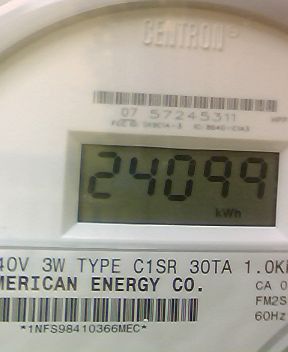 CENTRON
07 57245311
24099
kWh
40V 3W TYPE C1SR 30TA 1.0K
MERICAN ENERGY CO.
CA 0
FM2S
60Hz
*1NFS98410366MEC*